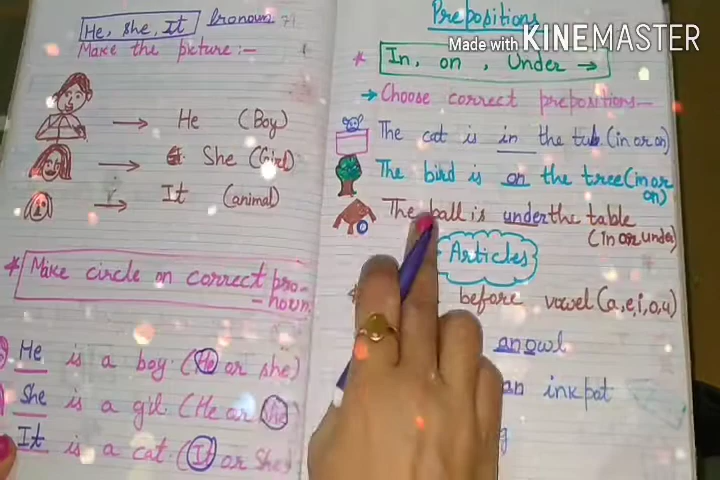 He, she, It Pronoun 71
Make the picture:-
→ He (Boy)
→ She (Girl)
→ It (animal)
* Make circle on correct pro-
-noun
He is a boy. (He or she)
She is a gil. (He or She)
It is a cat. (It or She)
Prepositions
Made with KINEMASTER
* In, on, Under →
→ Choose correct prepositions—
The cat is in the tub (in or on)
The bird is on the tree (in or
on)
The ball is under the table
(in or under)
Articles
before vowel (a,e,i,o,u)
an owl
an ink pot